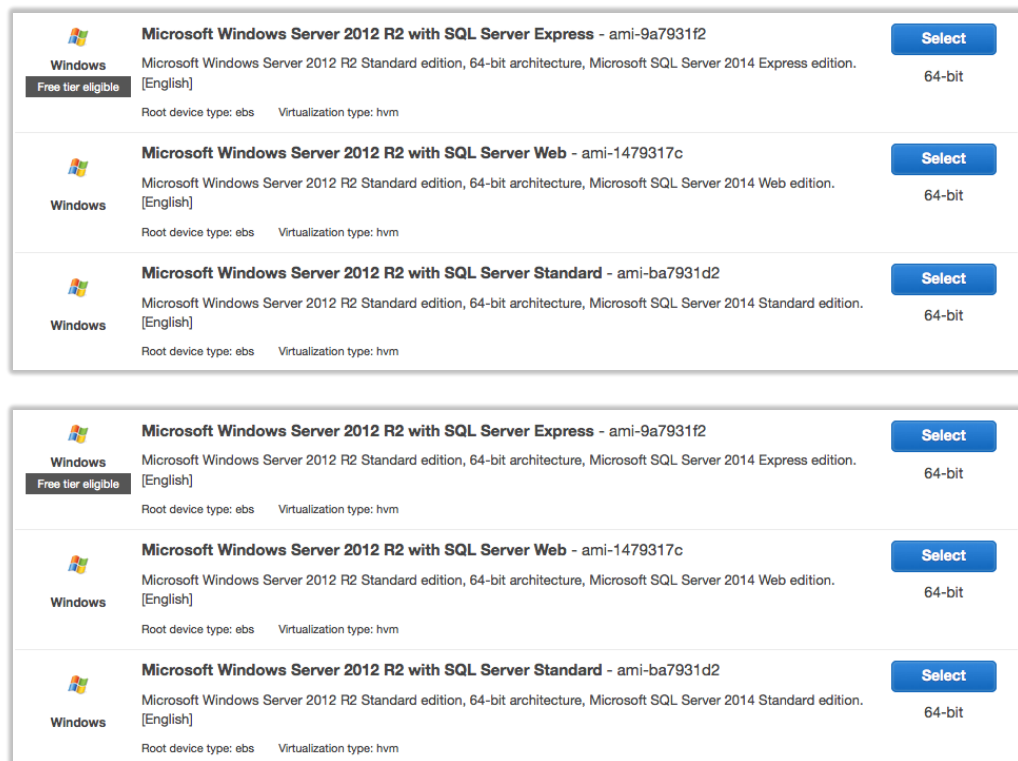 Microsoft Windows Server 2012 R2 with SQL Server Express - ami-9a7931f2
Select
Windows
Microsoft Windows Server 2012 R2 Standard edition, 64-bit architecture, Microsoft SQL Server 2014 Express edition.
64-bit
Free tier eligible
[English]
Root device type: ebs Virtualization type: hvm
Microsoft Windows Server 2012 R2 with SQL Server Web - ami-1479317c
Select
Microsoft Windows Server 2012 R2 Standard edition, 64-bit architecture, Microsoft SQL Server 2014 Web edition.
64-bit
Windows
[English]
Root device type: ebs Virtualization type: hvm
Microsoft Windows Server 2012 R2 with SQL Server Standard - ami-ba7931d2
Select
Microsoft Windows Server 2012 R2 Standard edition, 64-bit architecture, Microsoft SQL Server 2014 Standard edition.
64-bit
Windows
[English]
Root device type: ebs Virtualization type: hvm
Microsoft Windows Server 2012 R2 with SQL Server Express - ami-9a7931f2
Select
Windows
Microsoft Windows Server 2012 R2 Standard edition, 64-bit architecture, Microsoft SQL Server 2014 Express edition.
64-bit
Free tier eligible
[English]
Root device type: ebs Virtualization type: hvm
Microsoft Windows Server 2012 R2 with SQL Server Web - ami-1479317c
Select
Microsoft Windows Server 2012 R2 Standard edition, 64-bit architecture, Microsoft SQL Server 2014 Web edition.
64-bit
Windows
[English]
Root device type: ebs Virtualization type: hvm
Microsoft Windows Server 2012 R2 with SQL Server Standard - ami-ba7931d2
Select
Microsoft Windows Server 2012 R2 Standard edition, 64-bit architecture, Microsoft SQL Server 2014 Standard edition.
64-bit
Windows
[English]
Root device type: ebs Virtualization type: hvm